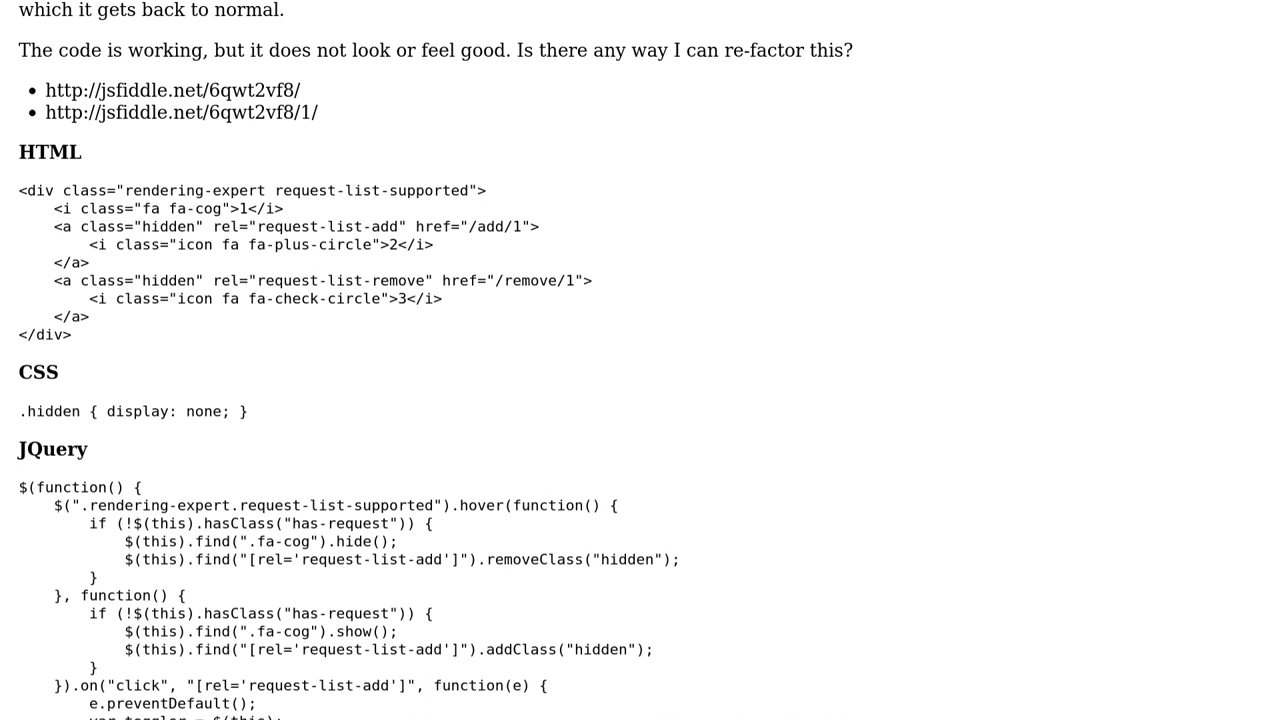 which it gets back to normal.
The code is working, but it does not look or feel good. Is there any way I can re-factor this?
• http://jsfiddle.net/6qwt2vf8/
• http://jsfiddle.net/6qwt2vf8/1/
HTML
<div class="rendering-expert request-list-supported">
    <i class="fa fa-cog">1</i>
    <a class="hidden" rel="request-list-add" href="/add/1">
        <i class="icon fa fa-plus-circle">2</i>
    </a>
    <a class="hidden" rel="request-list-remove" href="/remove/1">
        <i class="icon fa fa-check-circle">3</i>
    </a>
</div>
CSS
.hidden { display: none; }
JQuery
$(function() {
    $(".rendering-expert.request-list-supported").hover(function() {
        if (!$(this).hasClass("has-request")) {
            $(this).find(".fa-cog").hide();
            $(this).find("[rel='request-list-add']").removeClass("hidden");
        }
    }, function() {
        if (!$(this).hasClass("has-request")) {
            $(this).find(".fa-cog").show();
            $(this).find("[rel='request-list-add']").addClass("hidden");
        }
    }).on("click", "[rel='request-list-add']", function(e) {
        e.preventDefault();